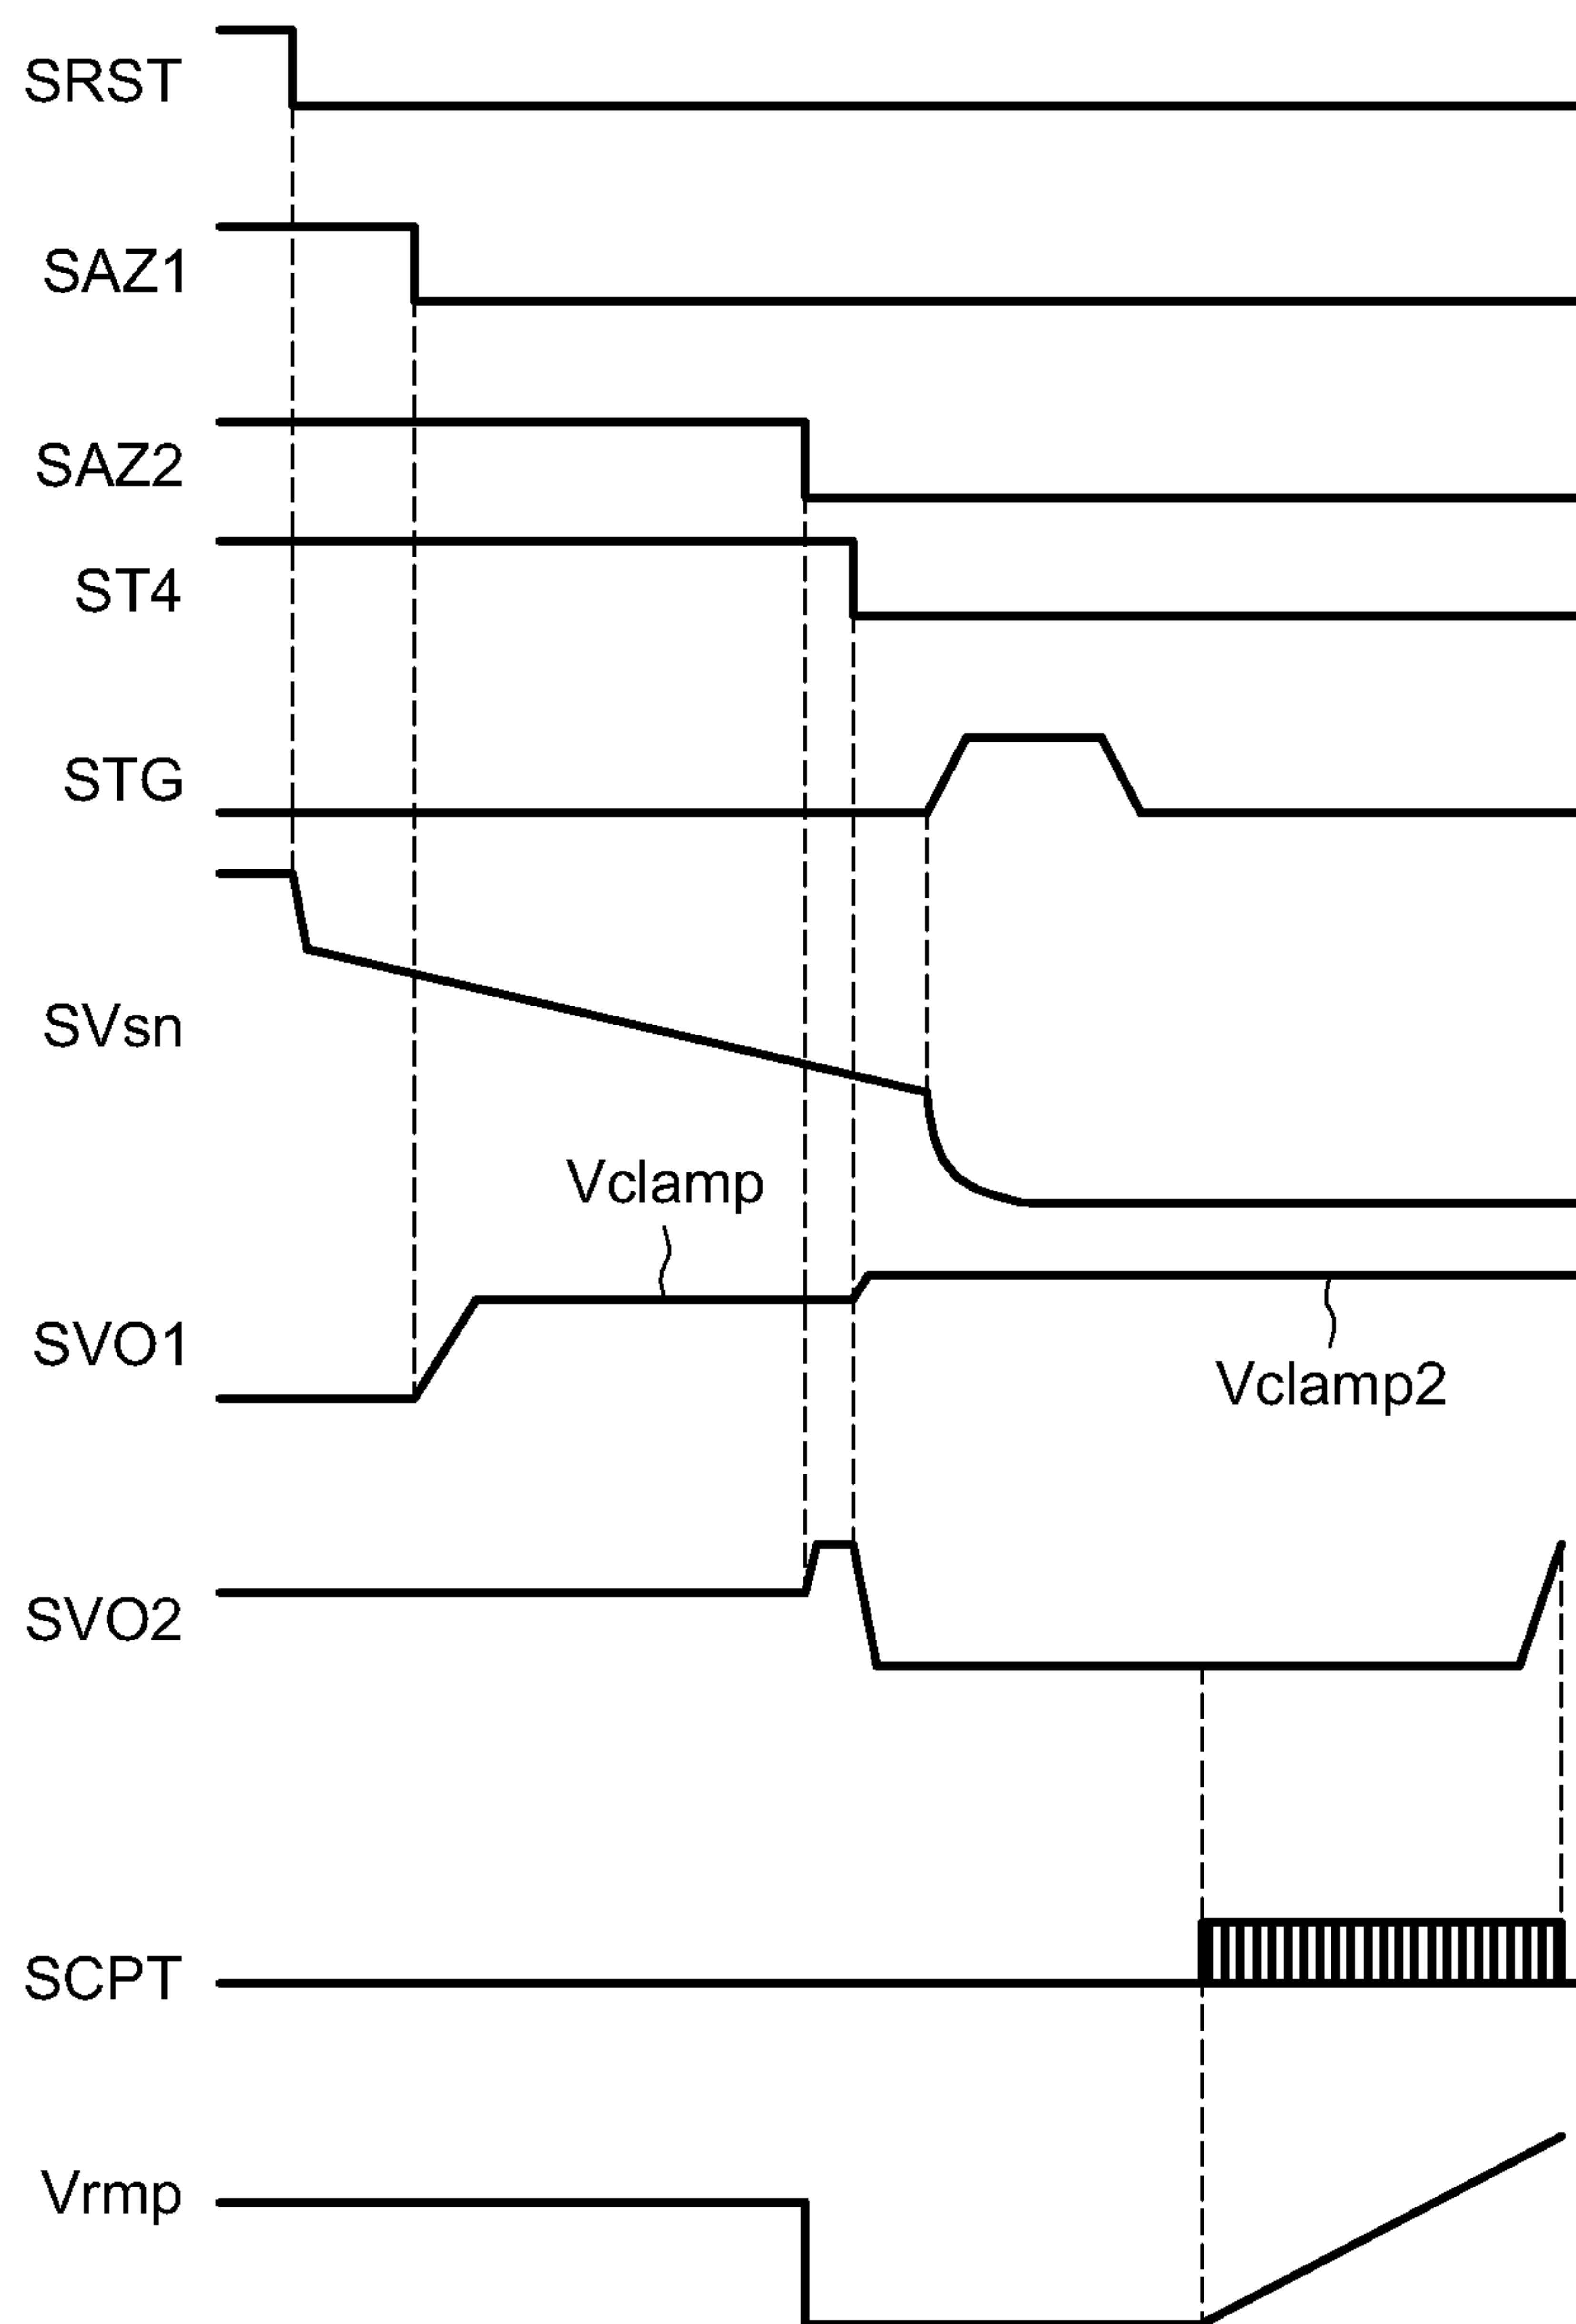 SRST
SAZ1
SAZ2
ST4
STG
SVsn
Vclamp
SVO1
Vclamp2
SVO2
SCPT
Vrmp